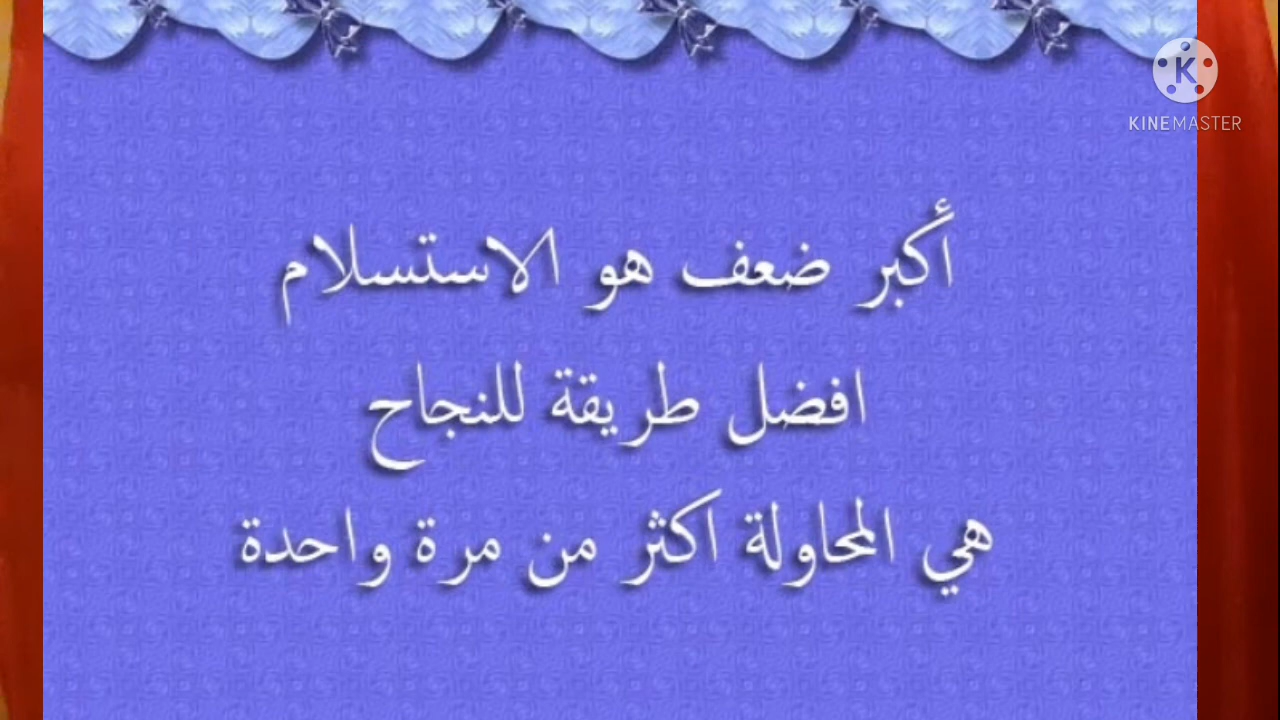 KINEMASTER
أكبر ضعف هو الاستسلام
افضل طريقة للنجاح
هي المحاولة اكثر من مرة واحدة